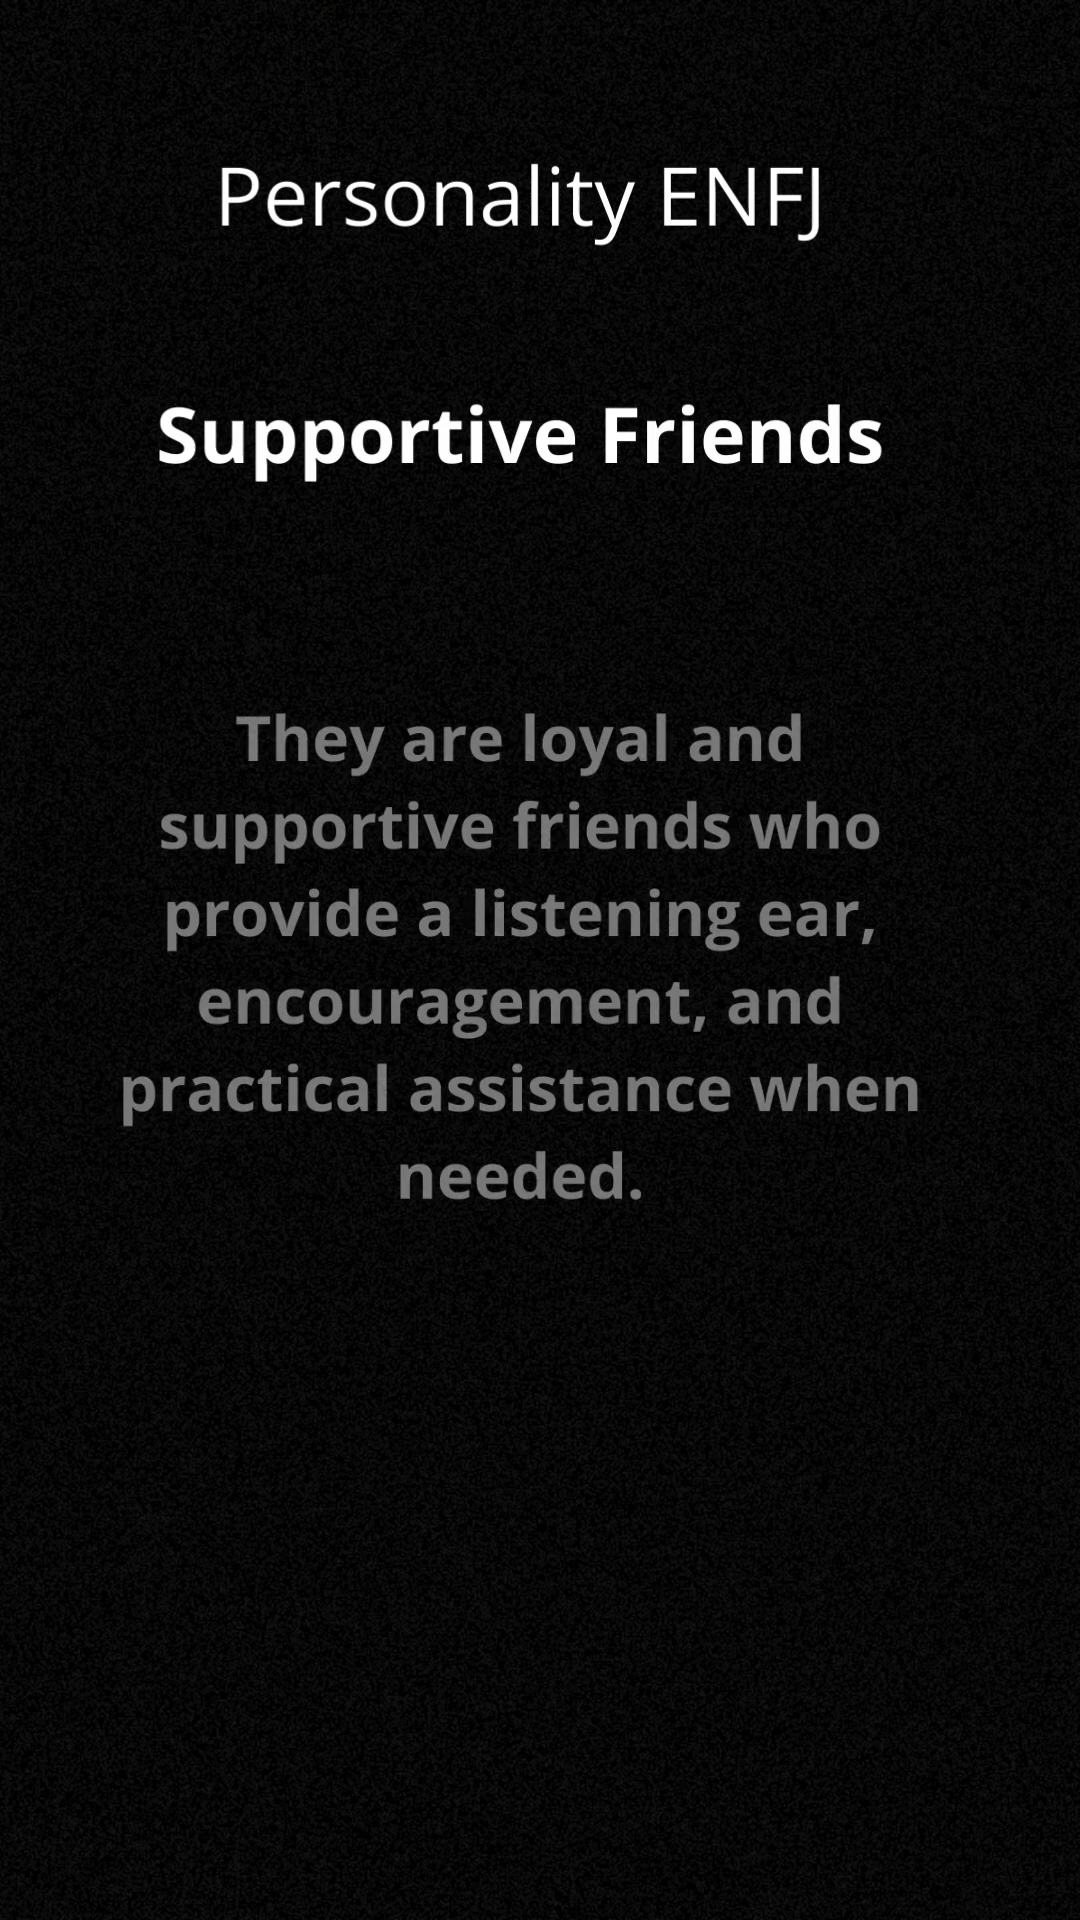 Personality ENFJ
Supportive Friends
They are loyal and
supportive friends who
provide a listening ear,
encouragement, and
practical assistance when
needed.